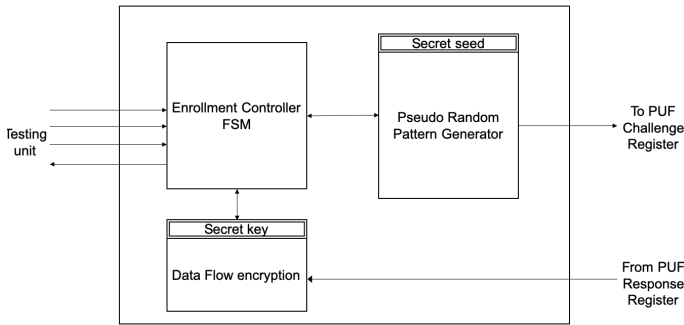 Secret seed
Enrollment Controller
FSM
Pseudo Random
Pattern Generator
To PUF
Challenge
Register
Testing
unit
Secret key
Data Flow encryption
From PUF
Response
Register